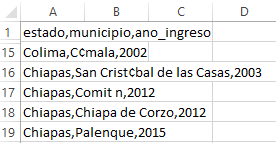 A B C D
1 estado,municipio,ano_ingreso
15 Colima,C¢mala,2002
16 Chiapas,San Crist¢bal de las Casas,2003
17 Chiapas,Comit n,2012
18 Chiapas,Chiapa de Corzo,2012
19 Chiapas,Palenque,2015